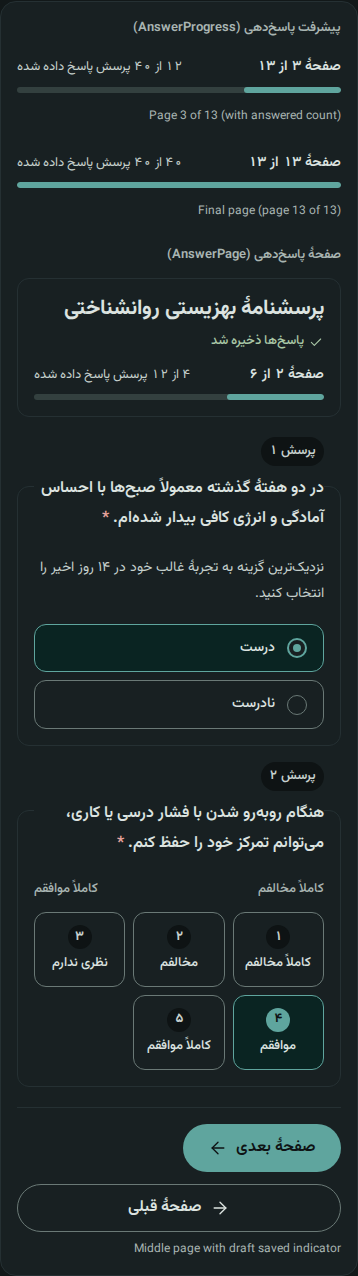 پیشرفت پاسخ‌دهی (AnswerProgress)
صفحهٔ ۳ از ۱۳
۱۲ از ۴۰ پرسش پاسخ داده شده
Page 3 of 13 (with answered count)
صفحهٔ ۱۳ از ۱۳
۴۰ از ۴۰ پرسش پاسخ داده شده
Final page (page 13 of 13)
صفحهٔ پاسخ‌دهی (AnswerPage)
پرسشنامهٔ بهزیستی روانشناختی
پاسخ‌ها ذخیره شد
صفحهٔ ۲ از ۶
۴ از ۱۲ پرسش پاسخ داده شده
پرسش ۱
در دو هفتهٔ گذشته معمولاً صبح‌ها با احساس
آمادگی و انرژی کافی بیدار شده‌ام. *
نزدیک‌ترین گزینه به تجربهٔ غالب خود در ۱۴ روز اخیر را
انتخاب کنید.
درست
نادرست
پرسش ۲
هنگام روبه‌رو شدن با فشار درسی یا کاری،
می‌توانم تمرکز خود را حفظ کنم. *
کاملاً مخالفم
کاملاً موافقم
۱
کاملاً مخالفم
۲
مخالفم
۳
نظری ندارم
۴
موافقم
۵
کاملاً موافقم
صفحهٔ بعدی ←
→ صفحهٔ قبلی
Middle page with draft saved indicator